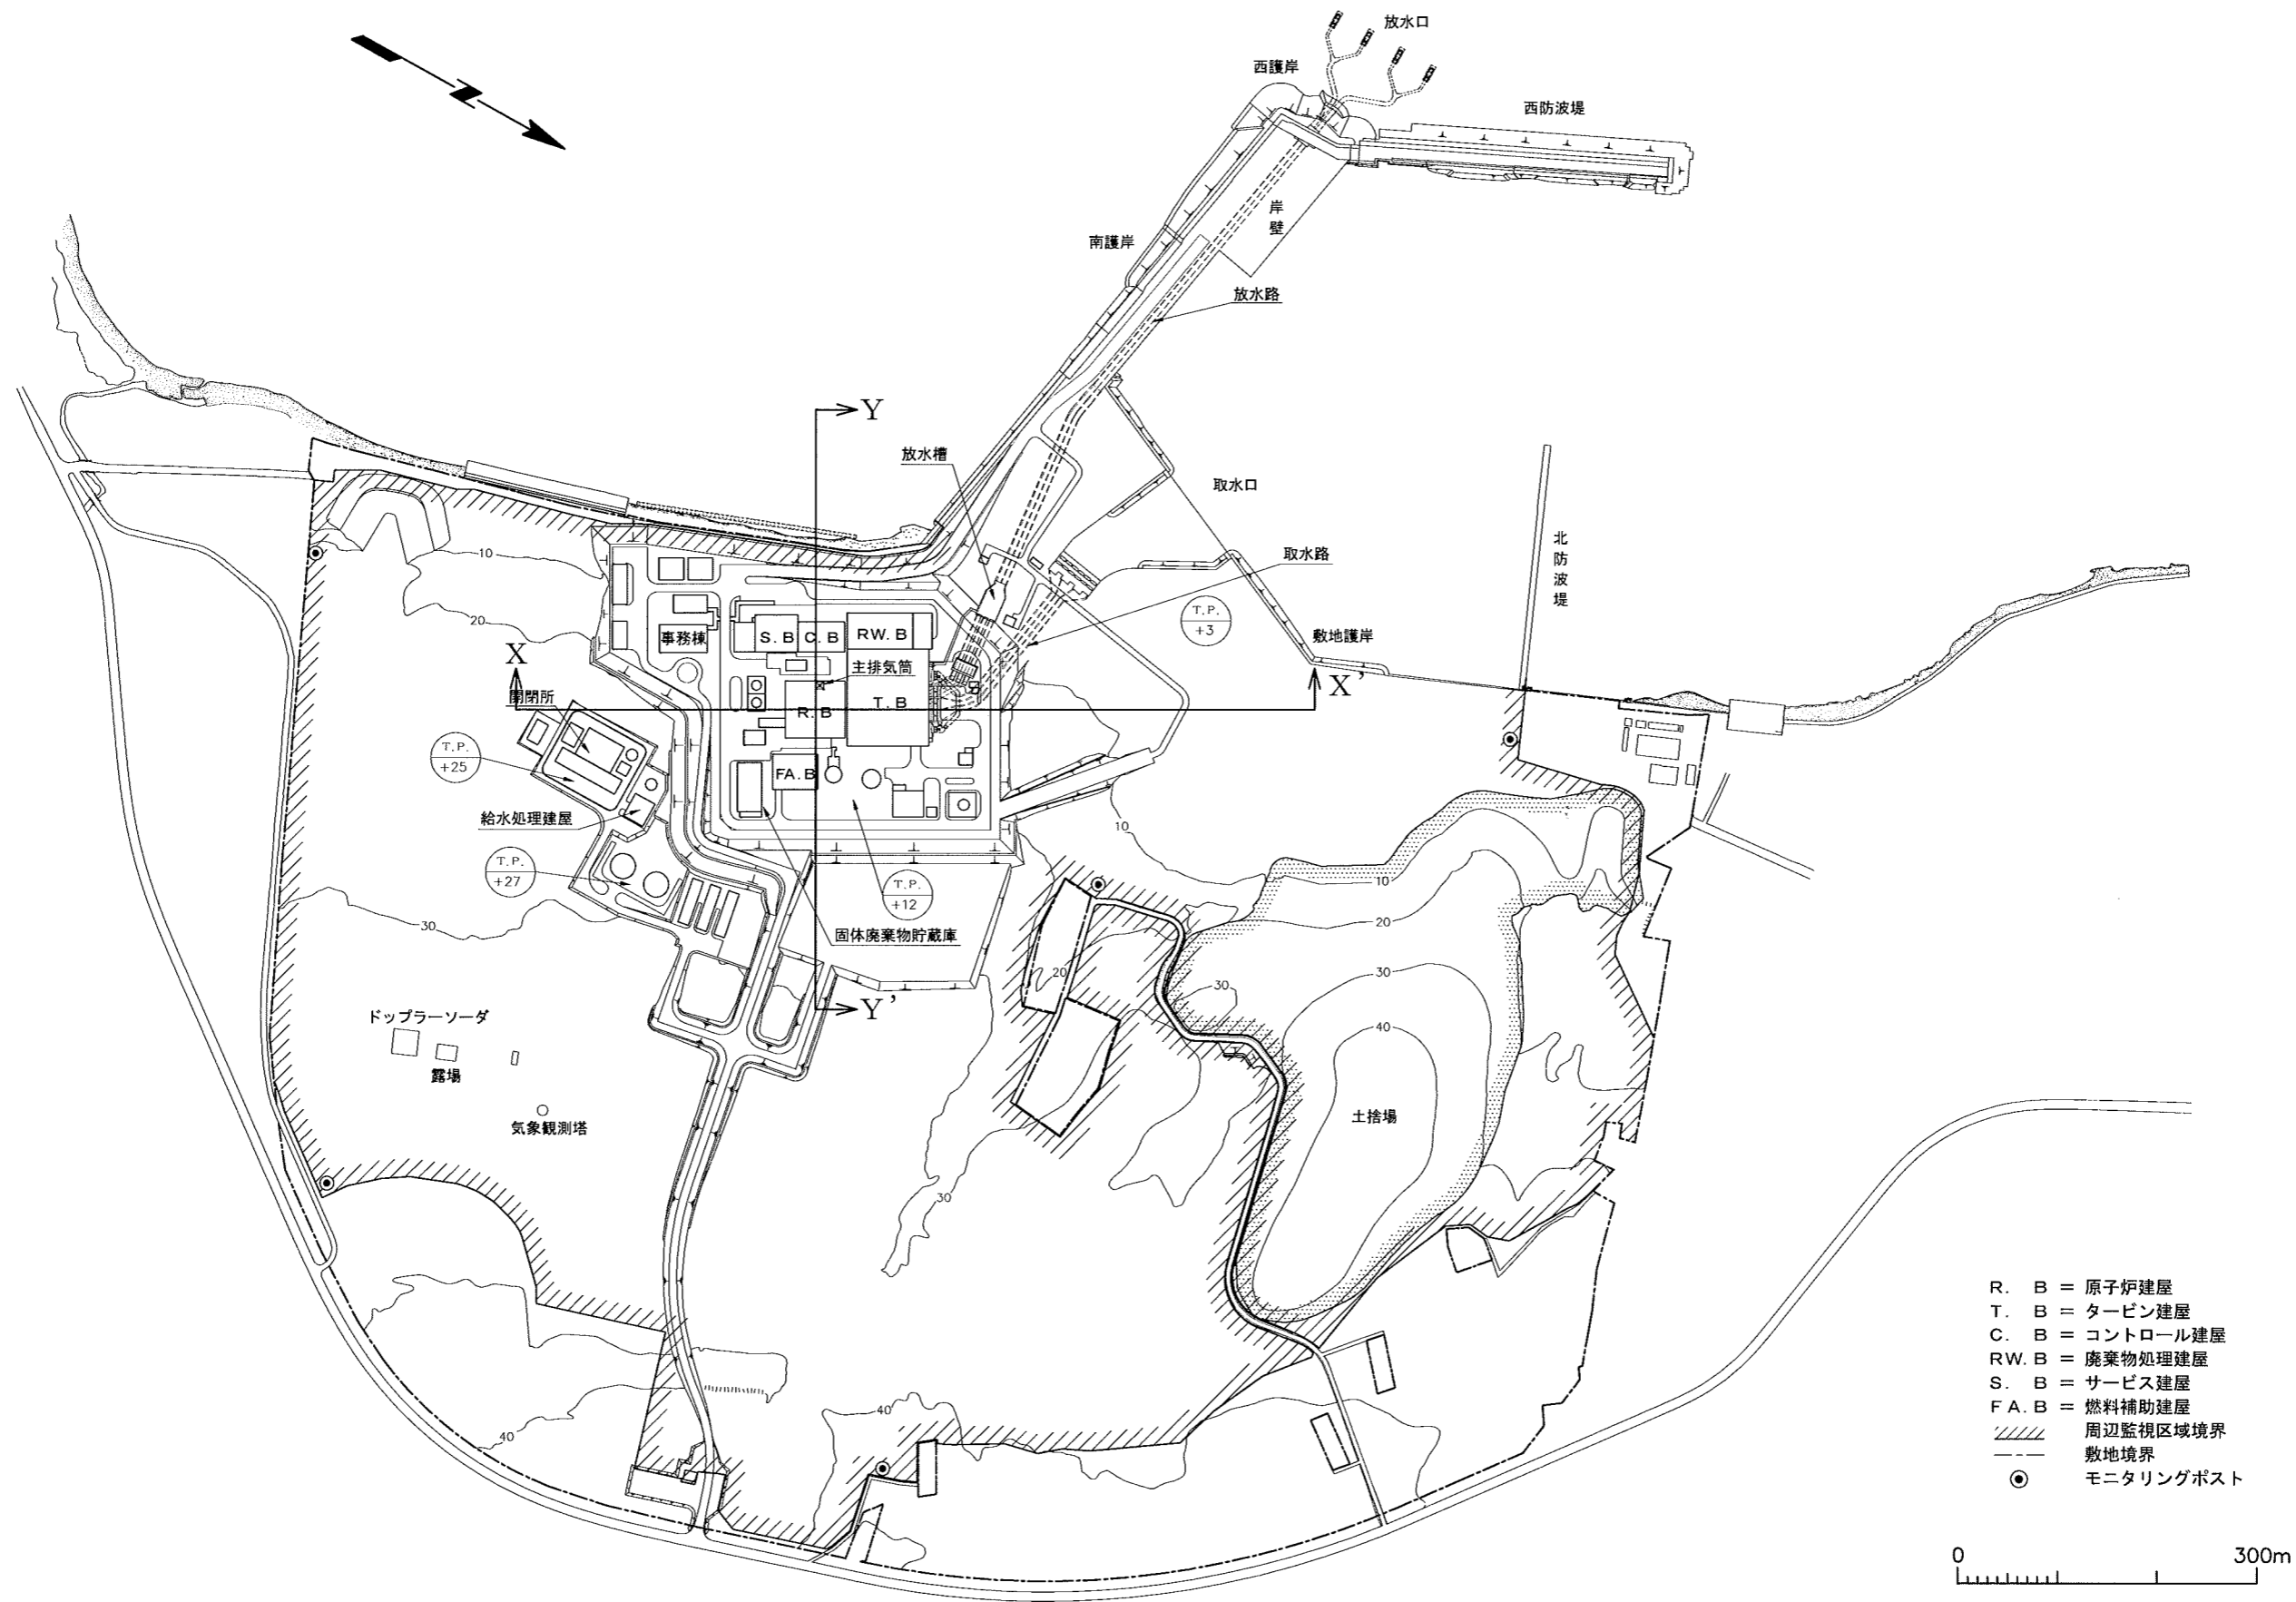 放水口
西護岸
西防波堤
岸壁
南護岸
放水路
Y
放水槽
取水口
北防波堤
10
取水路
T.P.
+3
20
事務棟
S. B
C. B
RW. B
敷地護岸
X
主排気筒
X'
開閉所
R. B
T. B
T.P.
+25
FA. B
給水処理建屋
10
T.P.
+27
T.P.
+12
10
20
30
固体廃棄物貯蔵庫
20
30
30
Y'
ドップラーソーダ
40
露場
土捨場
気象観測塔
30
40
40
R. B = 原子炉建屋
T. B = タービン建屋
C. B = コントロール建屋
RW. B = 廃棄物処理建屋
S. B = サービス建屋
FA. B = 燃料補助建屋
周辺監視区域境界
敷地境界
モニタリングポスト
0 300m